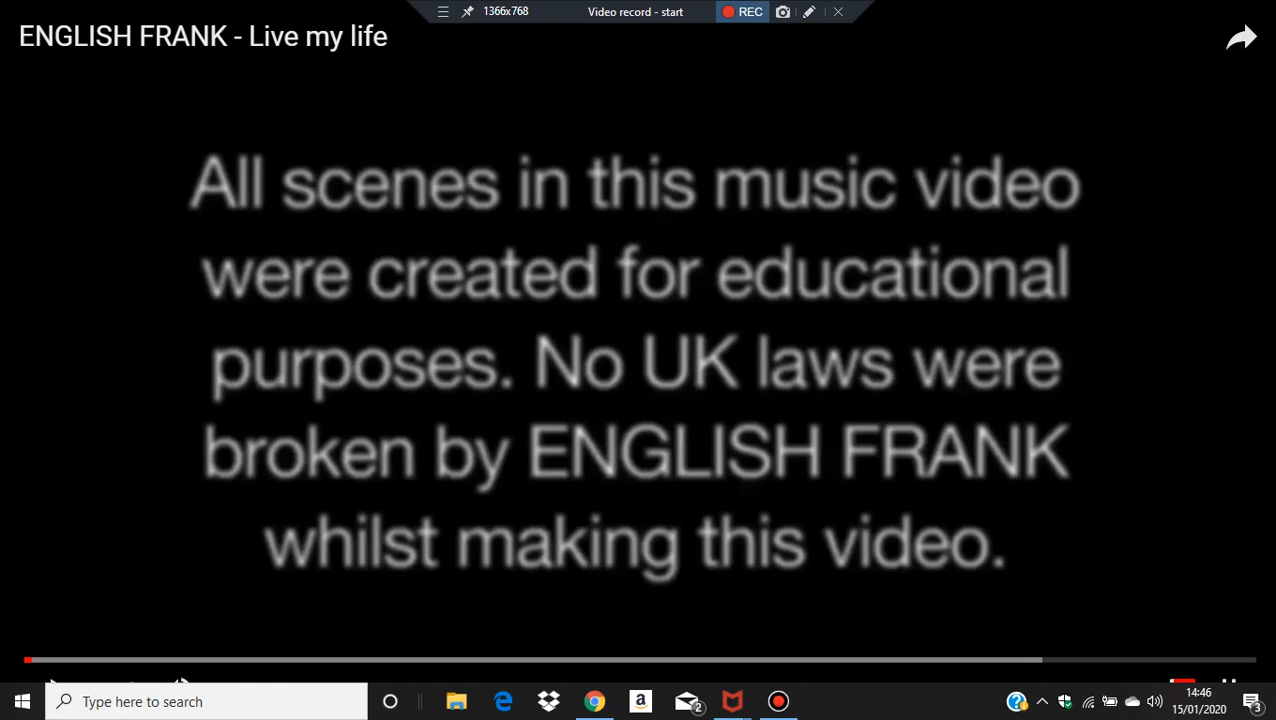 1366x768 Video record - start REC
ENGLISH FRANK - Live my life
All scenes in this music video
were created for educational
purposes. No UK laws were
broken by ENGLISH FRANK
whilst making this video.
Type here to search
2
14:46
15/01/2020
3